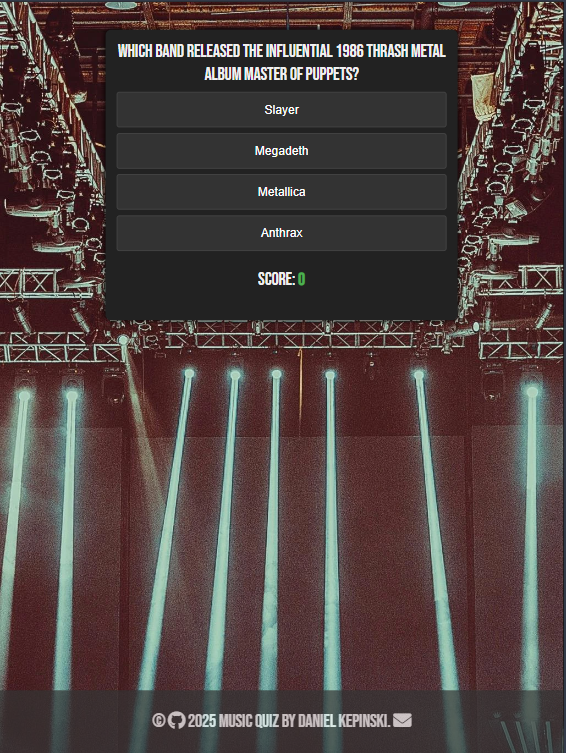 WHICH BAND RELEASED THE INFLUENTIAL 1986 THRASH METAL
ALBUM MASTER OF PUPPETS?
Slayer
Megadeth
Metallica
Anthrax
SCORE: 0
© 2025 MUSIC QUIZ BY DANIEL KEPINSKI.